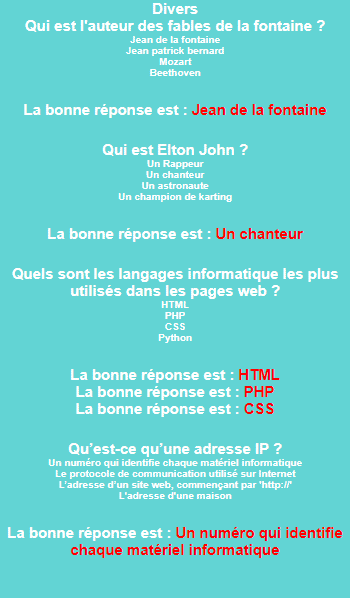 Divers
Qui est l'auteur des fables de la fontaine ?
Jean de la fontaine
Jean patrick bernard
Mozart
Beethoven
La bonne réponse est : Jean de la fontaine
Qui est Elton John ?
Un Rappeur
Un chanteur
Un astronaute
Un champion de karting
La bonne réponse est : Un chanteur
Quels sont les langages informatique les plus
utilisés dans les pages web ?
HTML
PHP
CSS
Python
La bonne réponse est : HTML
La bonne réponse est : PHP
La bonne réponse est : CSS
Qu'est-ce qu'une adresse IP ?
Un numéro qui identifie chaque matériel informatique
Le protocole de communication utilisé sur Internet
L'adresse d'un site web, commençant par 'http://'
L'adresse d'une maison
La bonne réponse est : Un numéro qui identifie
chaque matériel informatique